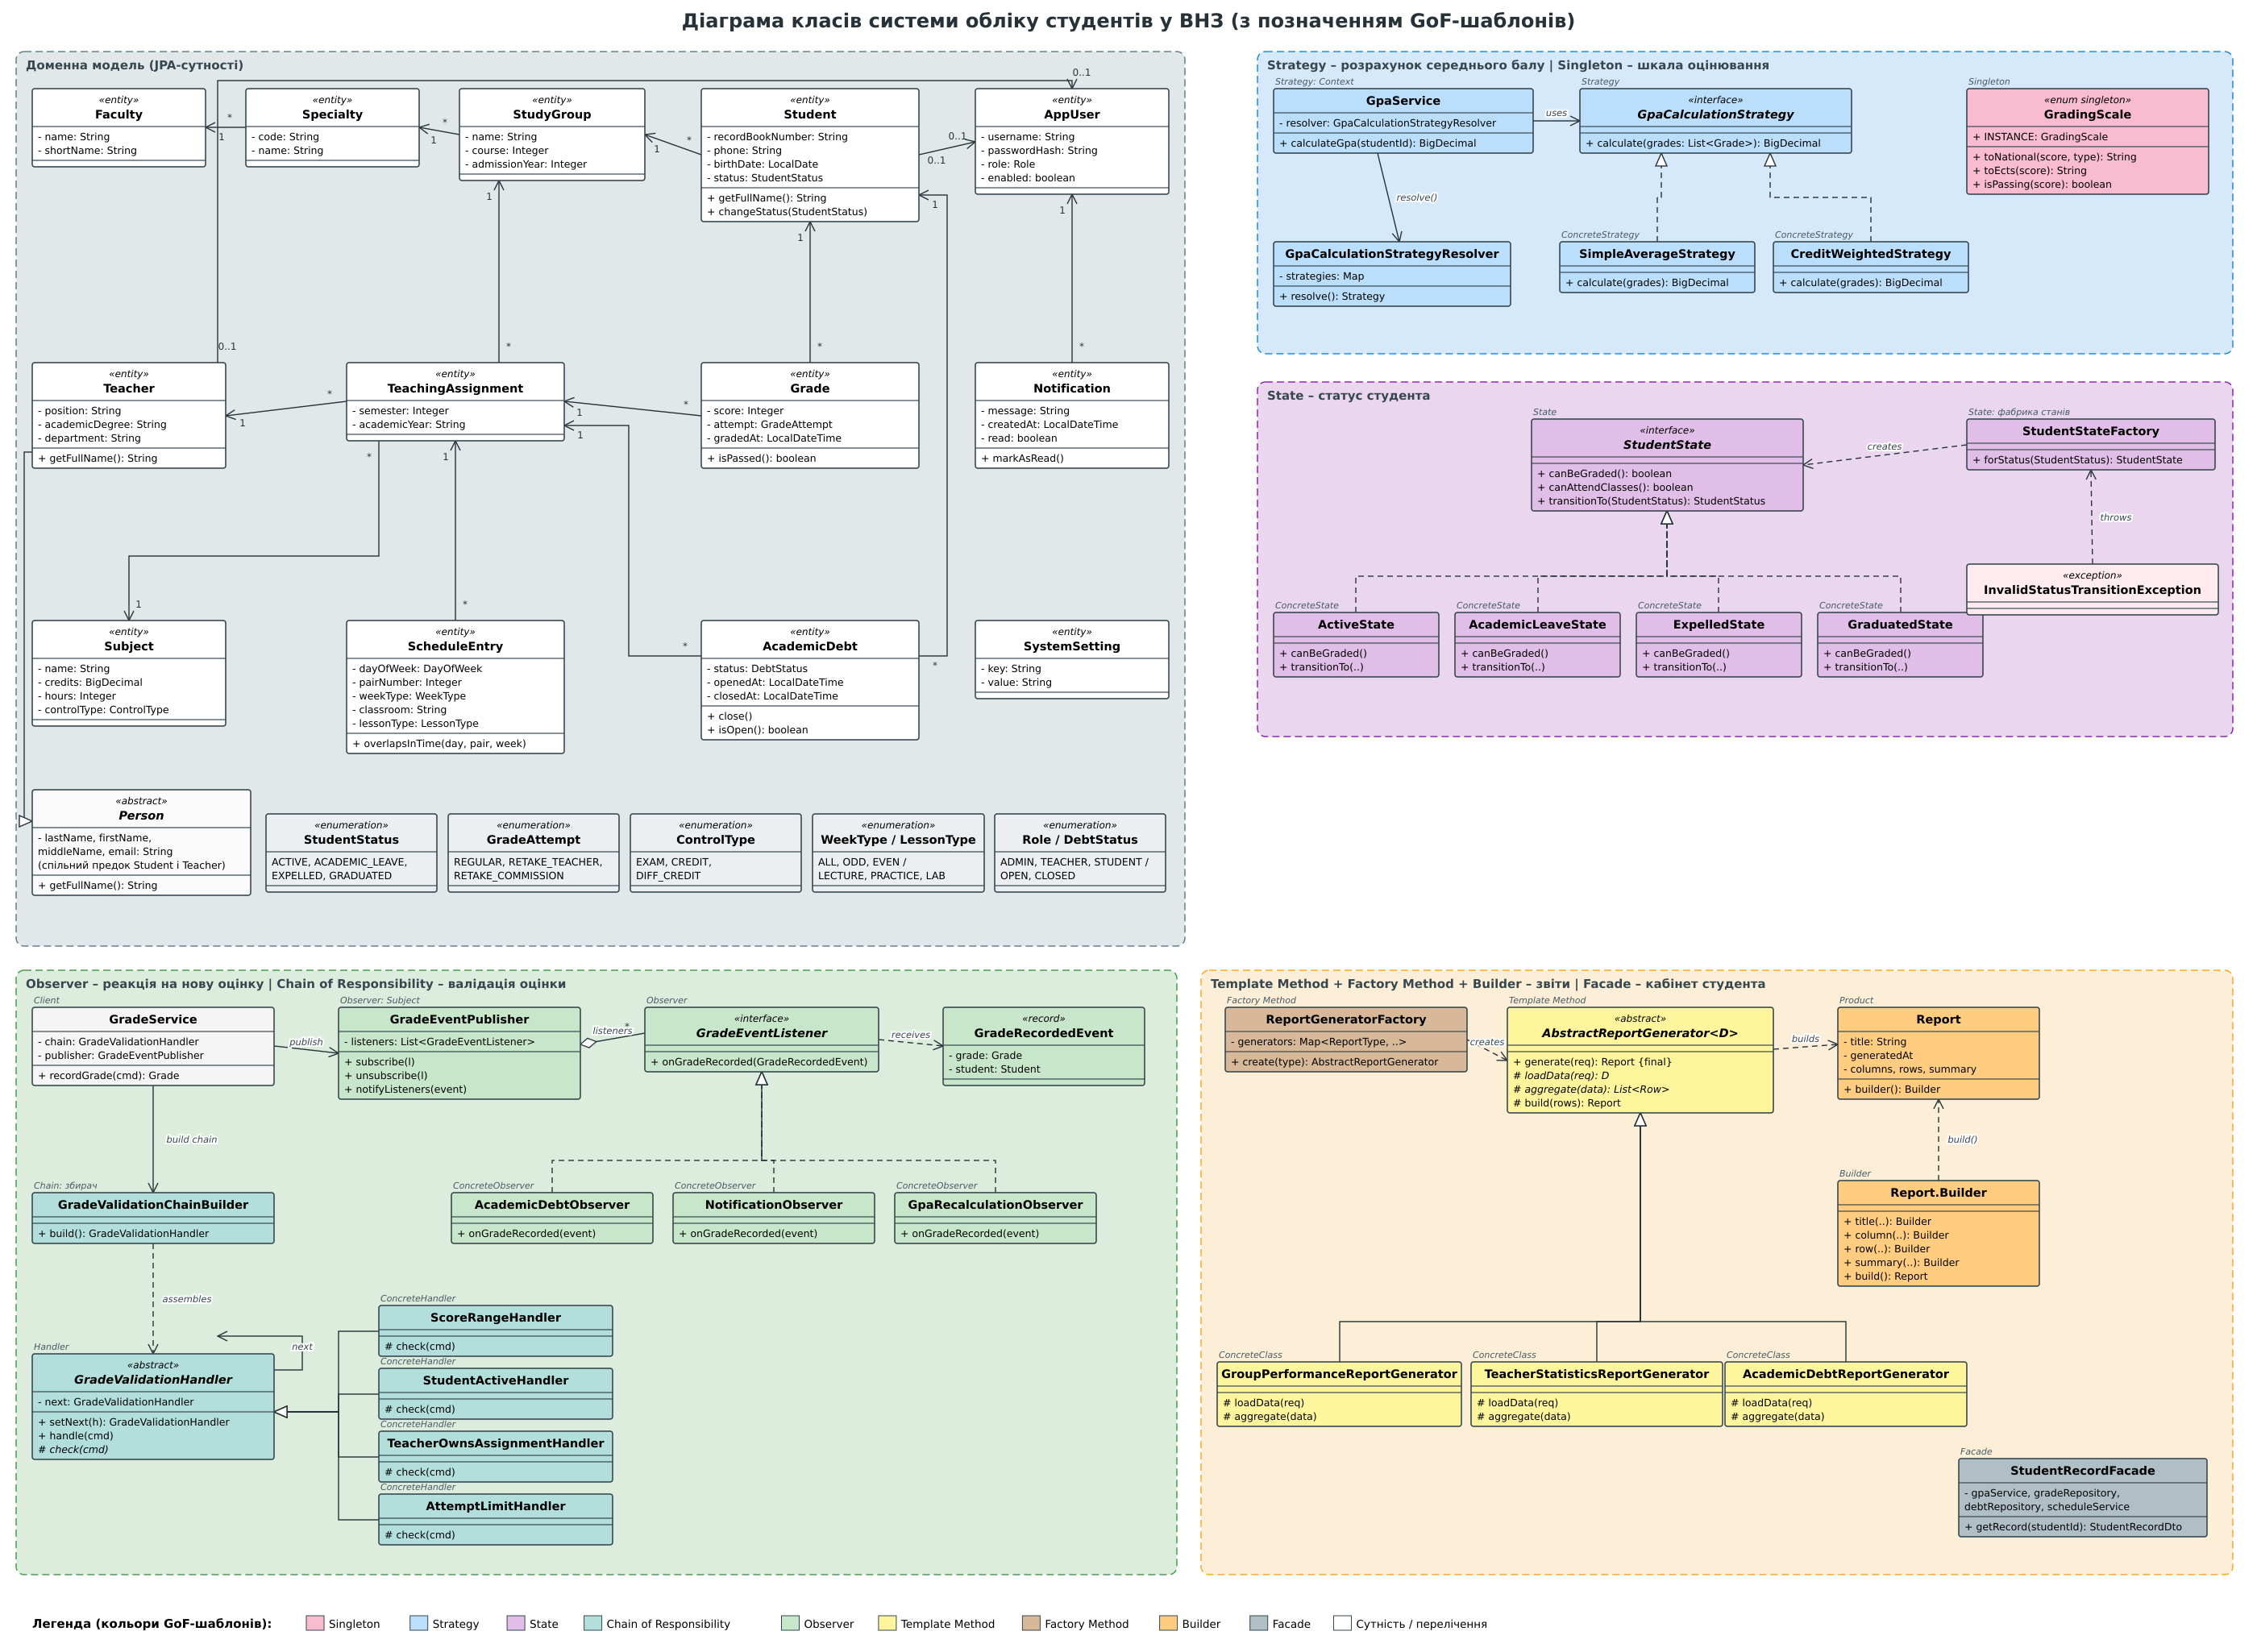 Діаграма класів системи обліку студентів у ВНЗ (з позначенням GoF-шаблонів)
Доменна модель (JPA-сутності)
0..1
«entity»
Faculty
- name: String
- shortName: String
*
1
«entity»
Specialty
- code: String
- name: String
*
1
«entity»
StudyGroup
- name: String
- course: Integer
- admissionYear: Integer
*
1
1
«entity»
Student
- recordBookNumber: String
- phone: String
- birthDate: LocalDate
- status: StudentStatus
+ getFullName(): String
+ changeStatus(StudentStatus)
0..1
0..1
1
1
«entity»
AppUser
- username: String
- passwordHash: String
- role: Role
- enabled: boolean
1
0..1
*
*
*
«entity»
Teacher
- position: String
- academicDegree: String
- department: String
+ getFullName(): String
*
1
«entity»
TeachingAssignment
- semester: Integer
- academicYear: String
*
1
1
*
1
«entity»
Grade
- score: Integer
- attempt: GradeAttempt
- gradedAt: LocalDateTime
+ isPassed(): boolean
«entity»
Notification
- message: String
- createdAt: LocalDateTime
- read: boolean
+ markAsRead()
1
*
*
*
«entity»
Subject
- name: String
- credits: BigDecimal
- hours: Integer
- controlType: ControlType
«entity»
ScheduleEntry
- dayOfWeek: DayOfWeek
- pairNumber: Integer
- weekType: WeekType
- classroom: String
- lessonType: LessonType
+ overlapsInTime(day, pair, week)
«entity»
AcademicDebt
- status: DebtStatus
- openedAt: LocalDateTime
- closedAt: LocalDateTime
+ close()
+ isOpen(): boolean
«entity»
SystemSetting
- key: String
- value: String
«abstract»
Person
- lastName, firstName,
middleName, email: String
(спільний предок Student і Teacher)
+ getFullName(): String
«enumeration»
StudentStatus
ACTIVE, ACADEMIC_LEAVE,
EXPELLED, GRADUATED
«enumeration»
GradeAttempt
REGULAR, RETAKE_TEACHER,
RETAKE_COMMISSION
«enumeration»
ControlType
EXAM, CREDIT,
DIFF_CREDIT
«enumeration»
WeekType / LessonType
ALL, ODD, EVEN /
LECTURE, PRACTICE, LAB
«enumeration»
Role / DebtStatus
ADMIN, TEACHER, STUDENT /
OPEN, CLOSED
Strategy – розрахунок середнього балу | Singleton – шкала оцінювання
Strategy: Context
GpaService
- resolver: GpaCalculationStrategyResolver
+ calculateGpa(studentId): BigDecimal
uses
Strategy
«interface»
GpaCalculationStrategy
+ calculate(grades: List<Grade>): BigDecimal
Singleton
«enum singleton»
GradingScale
+ INSTANCE: GradingScale
+ toNational(score, type): String
+ toEcts(score): String
+ isPassing(score): boolean
resolve()
GpaCalculationStrategyResolver
- strategies: Map
+ resolve(): Strategy
ConcreteStrategy
SimpleAverageStrategy
+ calculate(grades): BigDecimal
ConcreteStrategy
CreditWeightedStrategy
+ calculate(grades): BigDecimal
State – статус студента
State
«interface»
StudentState
+ canBeGraded(): boolean
+ canAttendClasses(): boolean
+ transitionTo(StudentStatus): StudentStatus
creates
State: фабрика станів
StudentStateFactory
+ forStatus(StudentStatus): StudentState
throws
«exception»
InvalidStatusTransitionException
ConcreteState
ActiveState
+ canBeGraded()
+ transitionTo(..)
ConcreteState
AcademicLeaveState
+ canBeGraded()
+ transitionTo(..)
ConcreteState
ExpelledState
+ canBeGraded()
+ transitionTo(..)
ConcreteState
GraduatedState
+ canBeGraded()
+ transitionTo(..)
Observer – реакція на нову оцінку | Chain of Responsibility – валідація оцінки
Client
GradeService
- chain: GradeValidationHandler
- publisher: GradeEventPublisher
+ recordGrade(cmd): Grade
publish
Observer: Subject
GradeEventPublisher
- listeners: List<GradeEventListener>
+ subscribe(l)
+ unsubscribe(l)
+ notifyListeners(event)
listeners
*
Observer
«interface»
GradeEventListener
+ onGradeRecorded(GradeRecordedEvent)
receives
«record»
GradeRecordedEvent
- grade: Grade
- student: Student
build chain
Chain: збирач
GradeValidationChainBuilder
+ build(): GradeValidationHandler
ConcreteObserver
AcademicDebtObserver
+ onGradeRecorded(event)
ConcreteObserver
NotificationObserver
+ onGradeRecorded(event)
ConcreteObserver
GpaRecalculationObserver
+ onGradeRecorded(event)
assembles
next
Handler
«abstract»
GradeValidationHandler
- next: GradeValidationHandler
+ setNext(h): GradeValidationHandler
+ handle(cmd)
# check(cmd)
ConcreteHandler
ScoreRangeHandler
# check(cmd)
ConcreteHandler
StudentActiveHandler
# check(cmd)
ConcreteHandler
TeacherOwnsAssignmentHandler
# check(cmd)
ConcreteHandler
AttemptLimitHandler
# check(cmd)
Template Method + Factory Method + Builder – звіти | Facade – кабінет студента
Factory Method
ReportGeneratorFactory
- generators: Map<ReportType, ..>
+ create(type): AbstractReportGenerator
creates
Template Method
«abstract»
AbstractReportGenerator<D>
+ generate(req): Report {final}
# loadData(req): D
# aggregate(data): List<Row>
# build(rows): Report
builds
Product
Report
- title: String
- generatedAt
- columns, rows, summary
+ builder(): Builder
build()
Builder
Report.Builder
+ title(..): Builder
+ column(..): Builder
+ row(..): Builder
+ summary(..): Builder
+ build(): Report
ConcreteClass
GroupPerformanceReportGenerator
# loadData(req)
# aggregate(data)
ConcreteClass
TeacherStatisticsReportGenerator
# loadData(req)
# aggregate(data)
ConcreteClass
AcademicDebtReportGenerator
# loadData(req)
# aggregate(data)
Facade
StudentRecordFacade
- gpaService, gradeRepository,
debtRepository, scheduleService
+ getRecord(studentId): StudentRecordDto
Легенда (кольори GoF-шаблонів):
Singleton
Strategy
State
Chain of Responsibility
Observer
Template Method
Factory Method
Builder
Facade
Сутність / перелічення